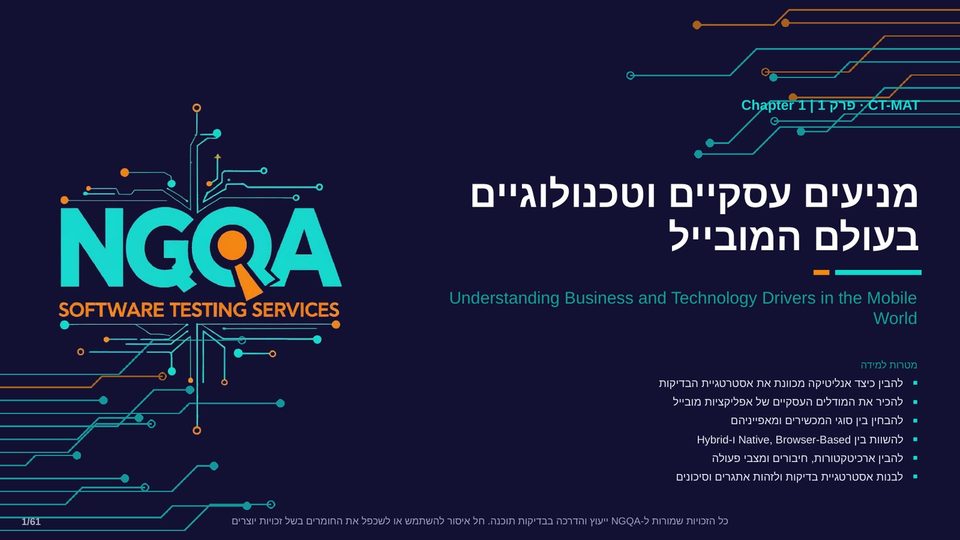 CT-MAT · פרק 1 | Chapter 1
מניעים עסקיים וטכנולוגיים
בעולם המובייל
Understanding Business and Technology Drivers in the Mobile
World
מטרות למידה
להבין כיצד אנליטיקה מכוונת את אסטרטגיית הבדיקות
להכיר את המודלים העסקיים של אפליקציות מובייל
להבחין בין סוגי המכשירים ומאפייניהם
להשוות בין Native, Browser-Based ו-Hybrid
להבין ארכיטקטורות, חיבורים ומצבי פעולה
לבנות אסטרטגיית בדיקות ולזהות אתגרים וסיכונים
NGQA
SOFTWARE TESTING SERVICES
כל הזכויות שמורות ל-NGQA ייעוץ והדרכה בבדיקות תוכנה. חל איסור להשתמש או לשכפל את החומרים בשל זכויות יוצרים
1/61